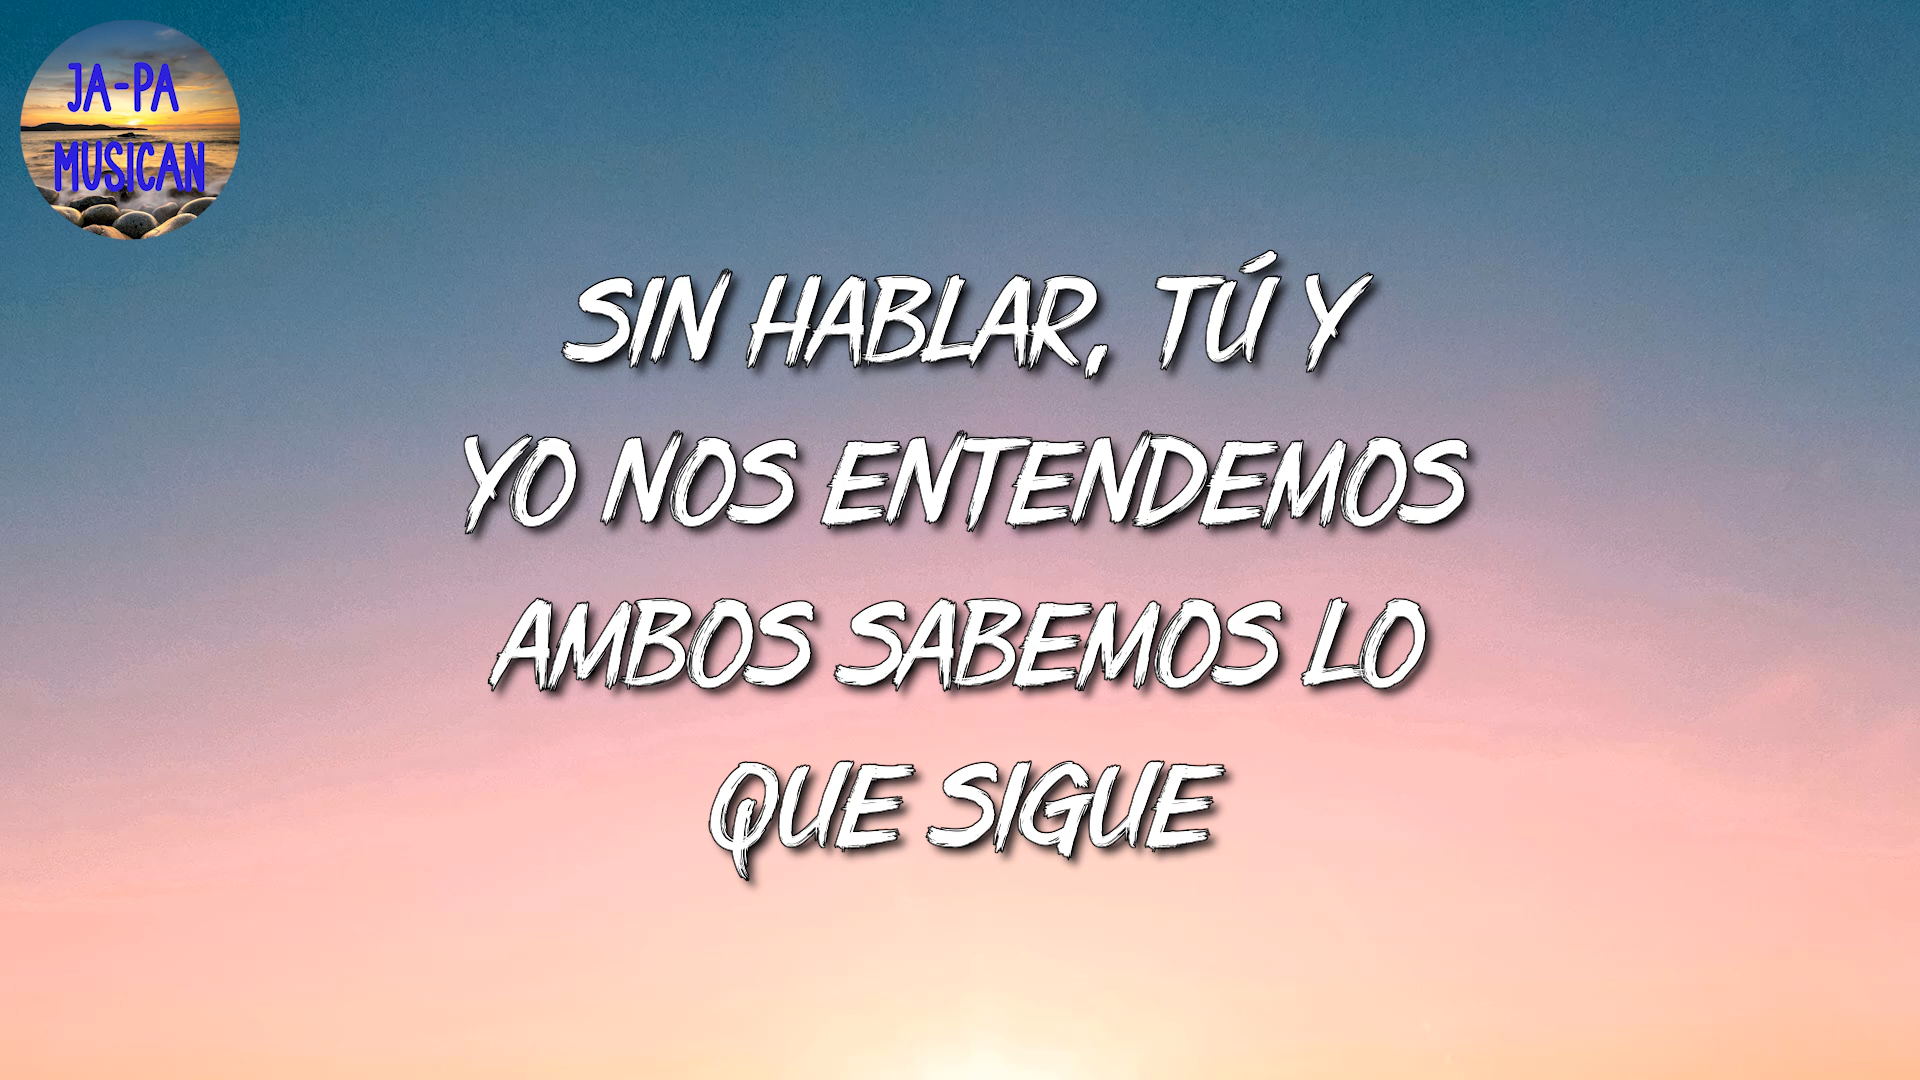 JA-PA
MUSICAN
SIN HABLAR, TÚ Y
YO NOS ENTENDEMOS
AMBOS SABEMOS LO
QUE SIGUE